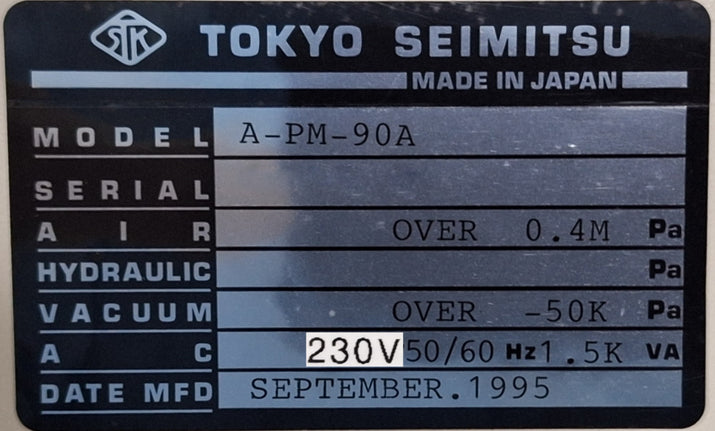 STK TOKYO SEIMITSU
MADE IN JAPAN
MODEL A-PM-90A
SERIAL
AIR OVER 0.4M Pa
HYDRAULIC Pa
VACUUM OVER -50K Pa
AC 230V 50/60 Hz 1.5K VA
DATE MFD SEPTEMBER.1995